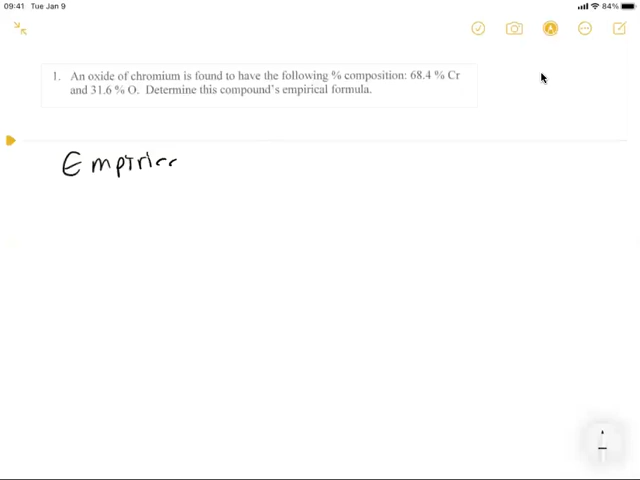 09:41 Tue Jan 9 84%
1. An oxide of chromium is found to have the following % composition: 68.4 % Cr
and 31.6 % O. Determine this compound's empirical formula.
Empiric